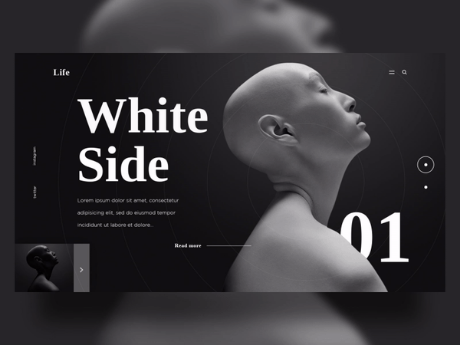 Life
White
Side
Lorem ipsum dolor sit amet, consectetur
adipiscing elit, sed do eiusmod tempor
incididunt ut labore et dolore...
Read more
01
Instagram